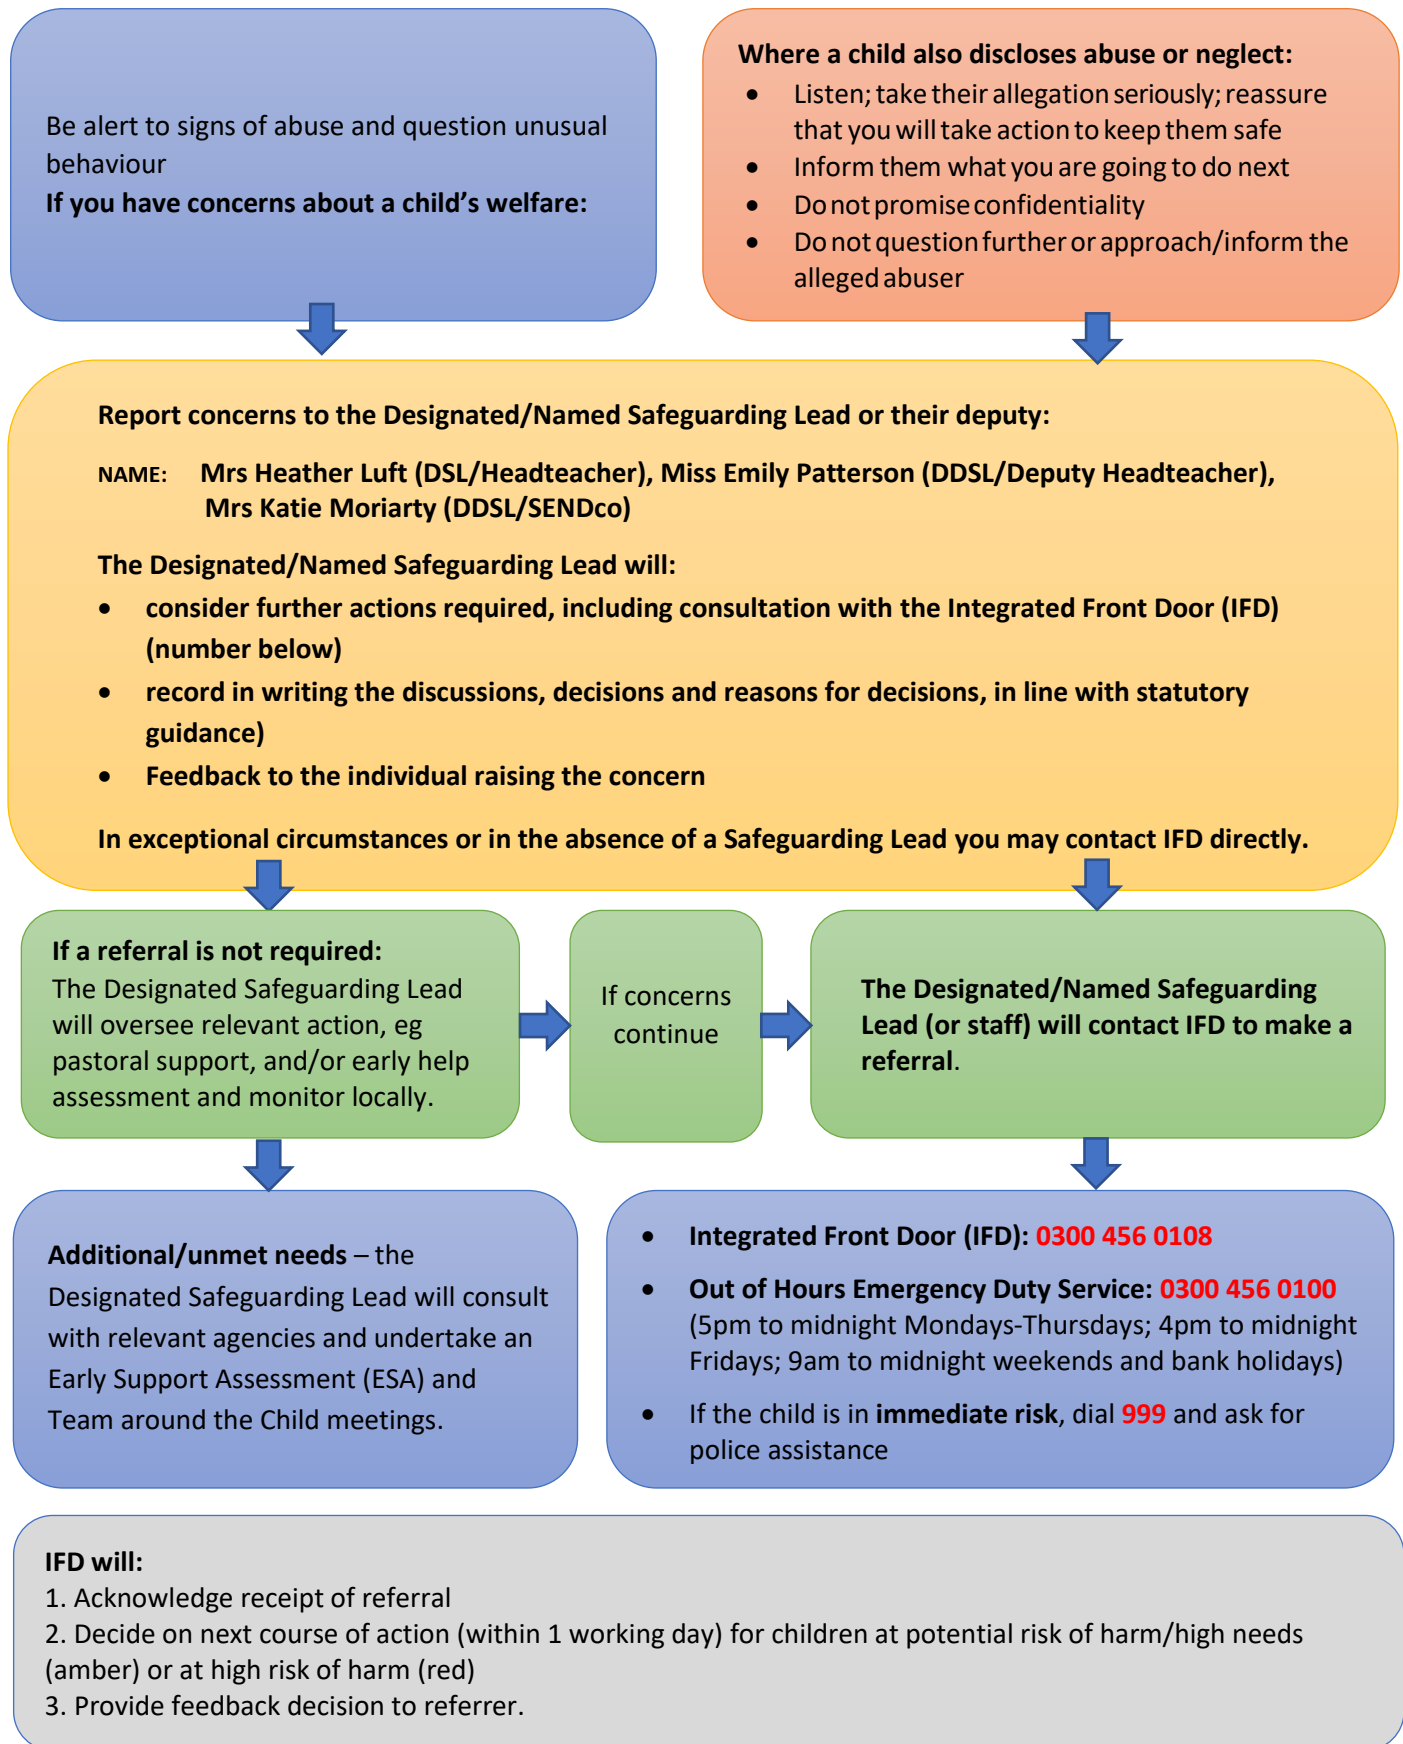 Be alert to signs of abuse and question unusual
behaviour
If you have concerns about a child’s welfare:
Where a child also discloses abuse or neglect:
• Listen; take their allegation seriously; reassure
that you will take action to keep them safe
• Inform them what you are going to do next
• Do not promise confidentiality
• Do not question further or approach/inform the
alleged abuser
Report concerns to the Designated/Named Safeguarding Lead or their deputy:
NAME: Mrs Heather Luft (DSL/Headteacher), Miss Emily Patterson (DDSL/Deputy Headteacher),
Mrs Katie Moriarty (DDSL/SENDco)
The Designated/Named Safeguarding Lead will:
• consider further actions required, including consultation with the Integrated Front Door (IFD)
(number below)
• record in writing the discussions, decisions and reasons for decisions, in line with statutory
guidance)
• Feedback to the individual raising the concern
In exceptional circumstances or in the absence of a Safeguarding Lead you may contact IFD directly.
If a referral is not required:
The Designated Safeguarding Lead
will oversee relevant action, eg
pastoral support, and/or early help
assessment and monitor locally.
If concerns
continue
The Designated/Named Safeguarding
Lead (or staff) will contact IFD to make a
referral.
Additional/unmet needs – the
Designated Safeguarding Lead will consult
with relevant agencies and undertake an
Early Support Assessment (ESA) and
Team around the Child meetings.
• Integrated Front Door (IFD): 0300 456 0108
• Out of Hours Emergency Duty Service: 0300 456 0100
(5pm to midnight Mondays-Thursdays; 4pm to midnight
Fridays; 9am to midnight weekends and bank holidays)
• If the child is in immediate risk, dial 999 and ask for
police assistance
IFD will:
1. Acknowledge receipt of referral
2. Decide on next course of action (within 1 working day) for children at potential risk of harm/high needs
(amber) or at high risk of harm (red)
3. Provide feedback decision to referrer.